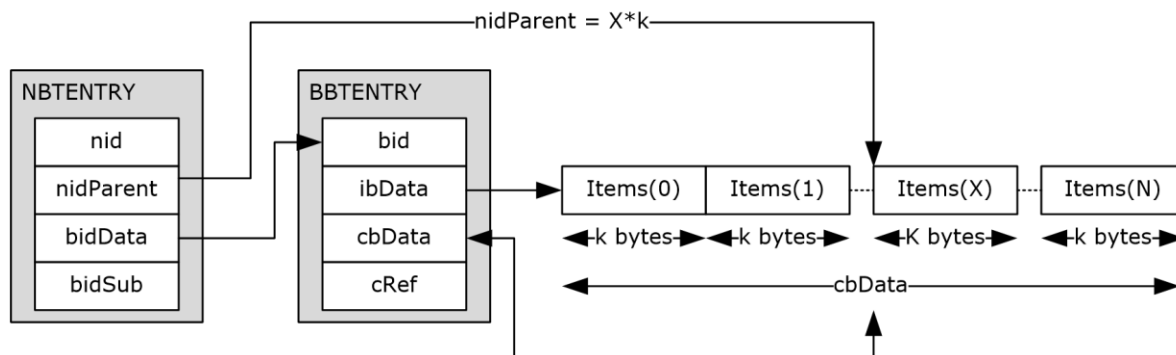 nidParent = X*k
NBTENTRY
nid
nidParent
bidData
bidSub
BBTENTRY
bid
ibData
cbData
cRef
Items(0) Items(1) Items(X) Items(N)
k bytes k bytes K bytes k bytes
cbData